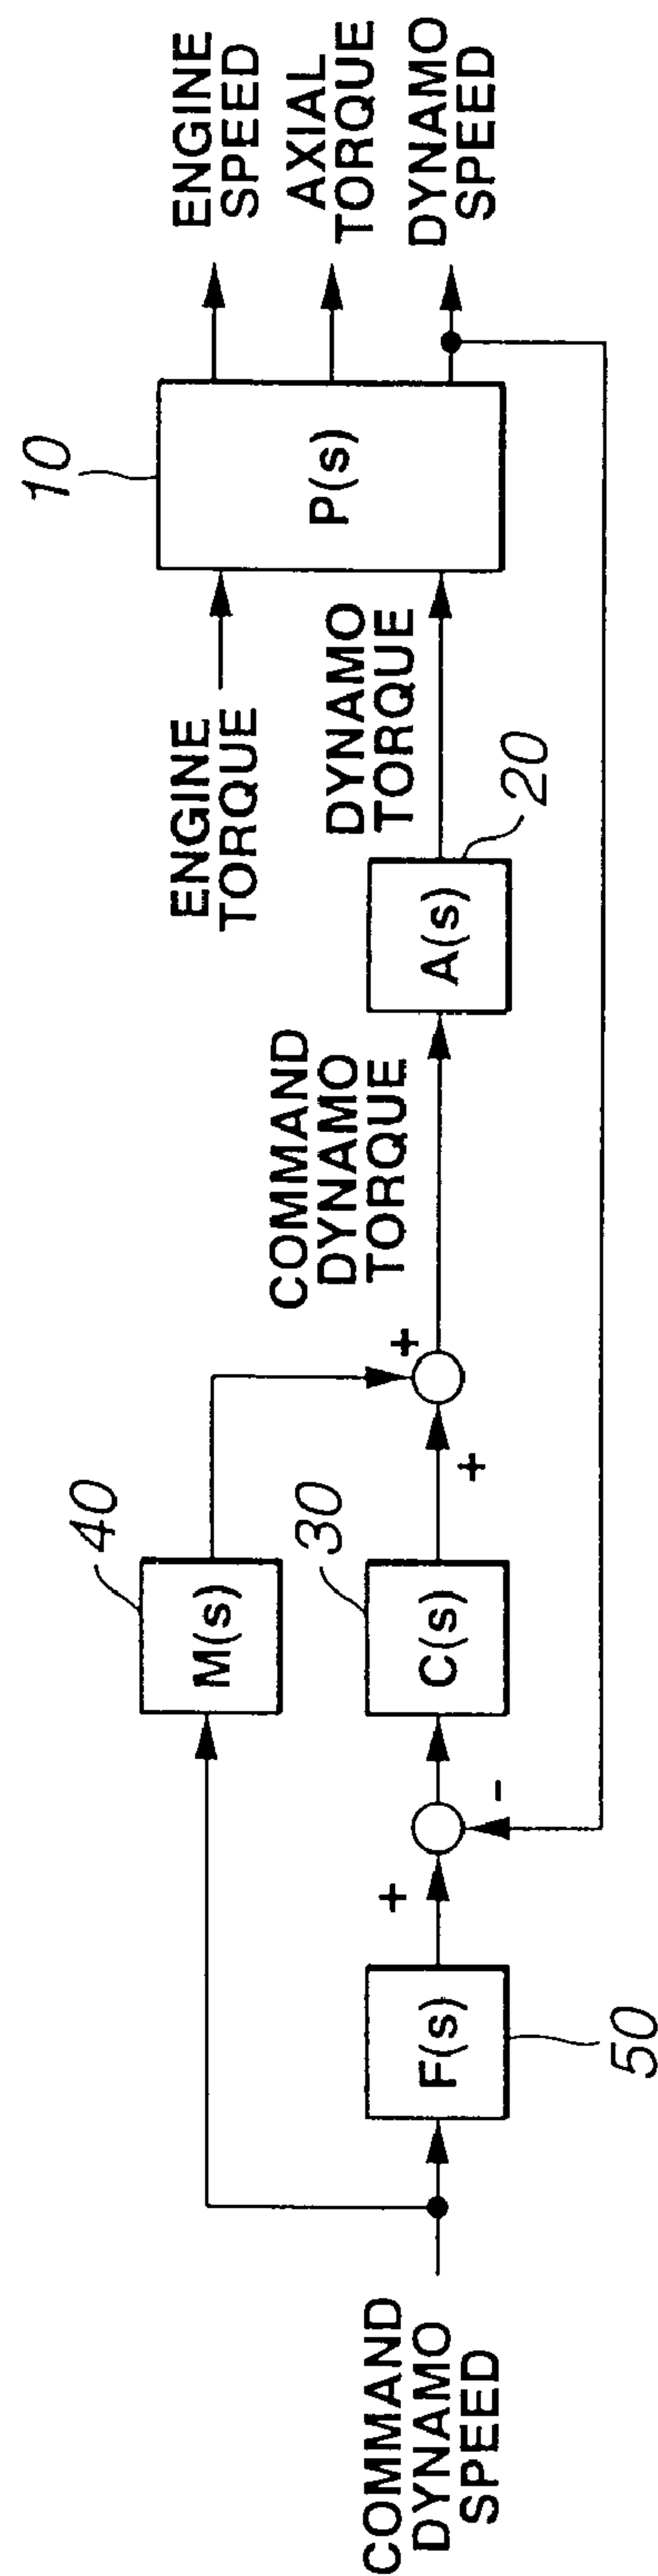 COMMAND
DYNAMO
SPEED
F(s)
50
+
-
M(s)
40
C(s)
30
+
+
COMMAND
DYNAMO
TORQUE
A(s)
20
ENGINE
TORQUE
DYNAMO
TORQUE
P(s)
10
ENGINE
SPEED
AXIAL
TORQUE
DYNAMO
SPEED